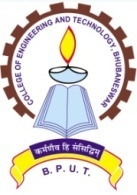 COLLEGE OF ENGINEERING AND TECHNOLOGY, BHUBANESWAR
कर्मणैव हि संसिद्धिम्
B. P. U. T.